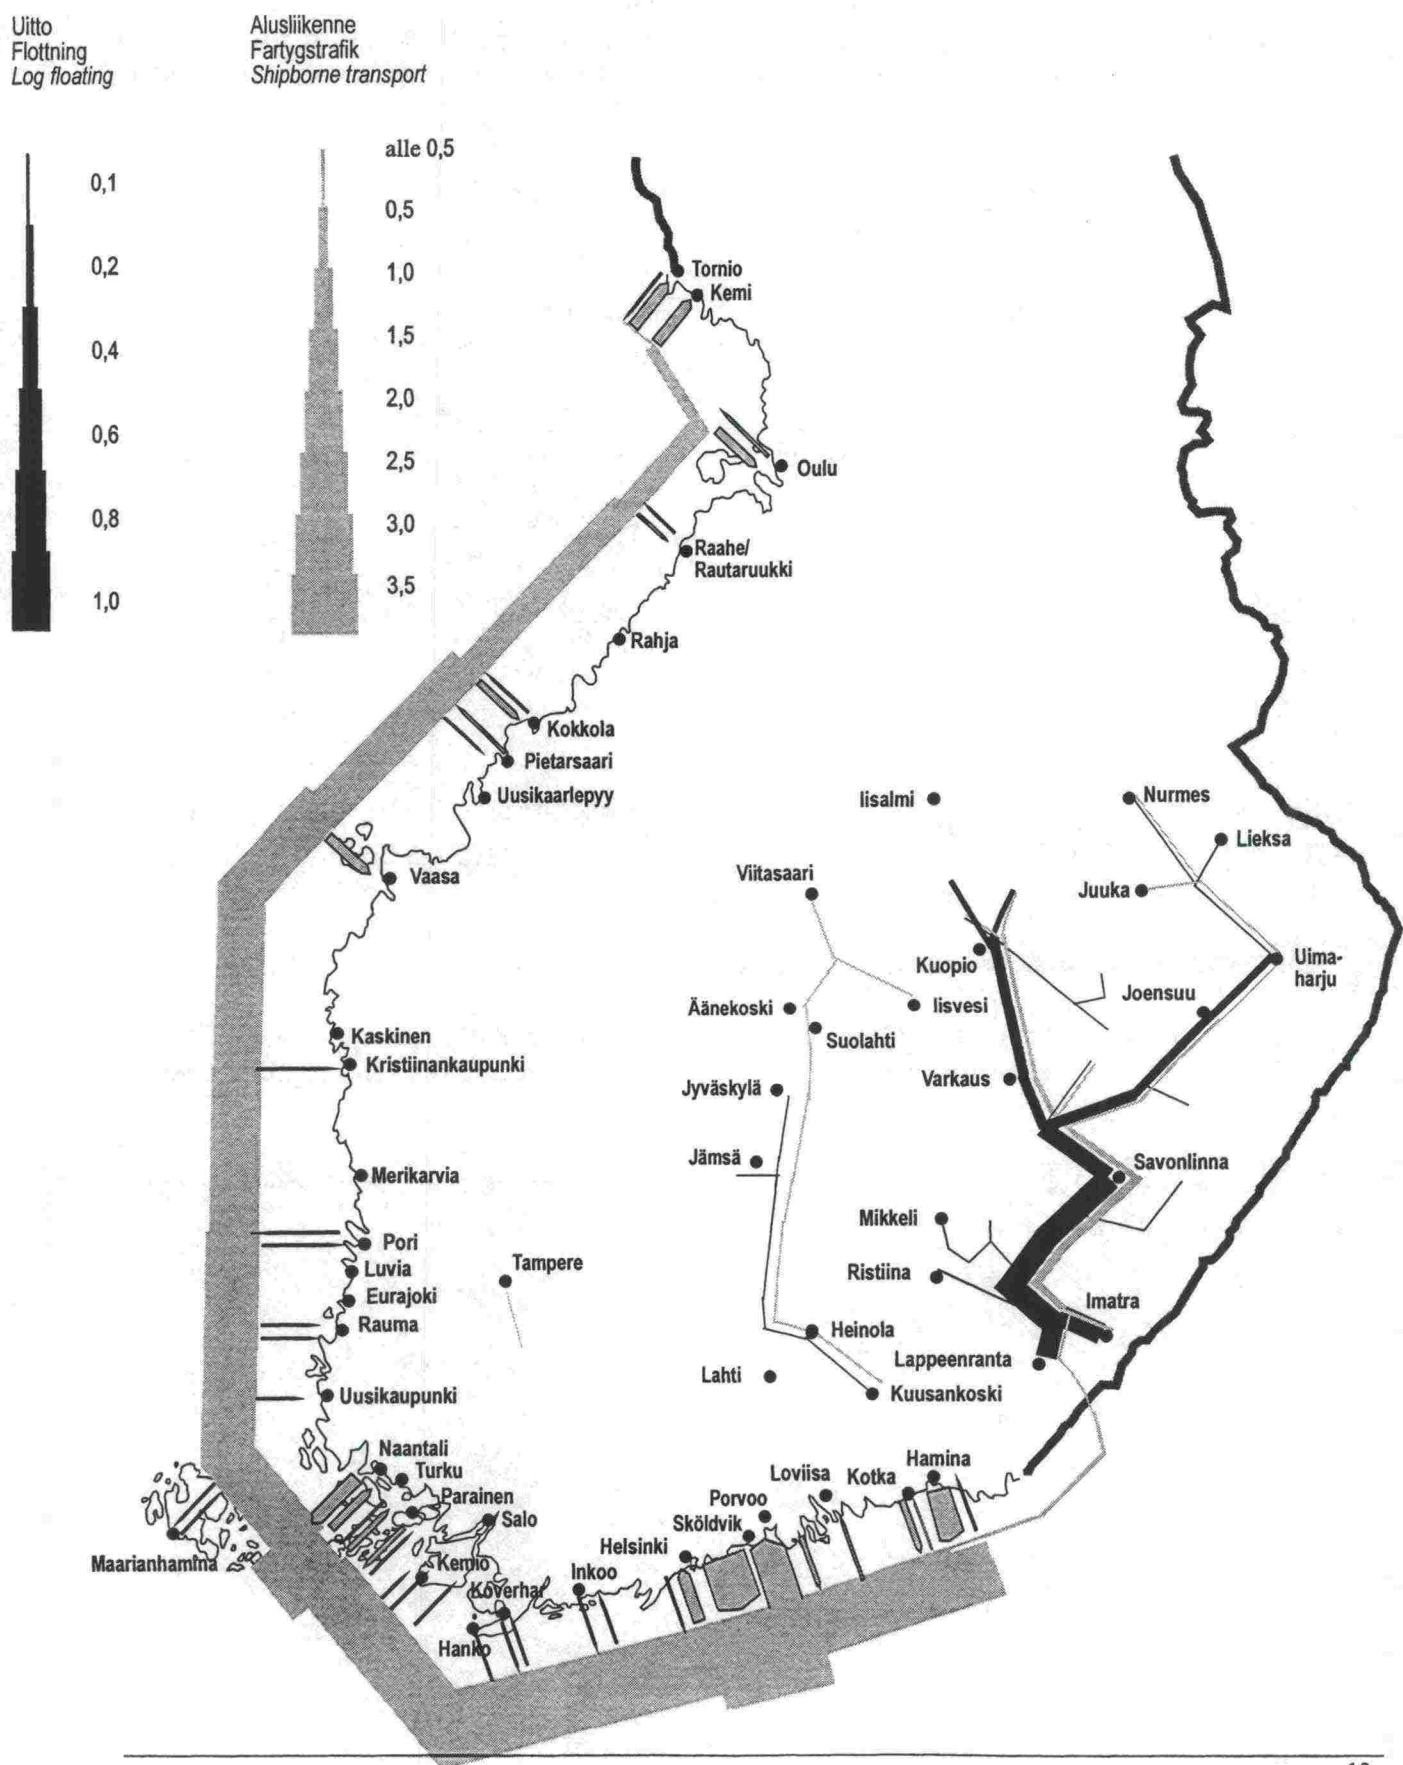 Uitto
Flottning
Log floating
Alusliikenne
Fartygstrafik
Shipborne transport
0,1
0,2
0,4
0,6
0,8
1,0
alle 0,5
0,5
1,0
1,5
2,0
2,5
3,0
3,5
Tornio
Kemi
Oulu
Raahe/
Rautaruukki
Rahja
Kokkola
Pietarsaari
Uusikaarlepyy
Vaasa
Iisalmi
Nurmes
Lieksa
Viitasaari
Juuka
Kuopio
Uima-
harju
Joensuu
Äänekoski
Iisvesi
Suolahti
Kaskinen
Kristiinankaupunki
Jyväskylä
Varkaus
Jämsä
Savonlinna
Merikarvia
Mikkeli
Pori
Luvia
Tampere
Ristiina
Eurajoki
Imatra
Rauma
Heinola
Lappeenranta
Lahti
Kuusankoski
Uusikaupunki
Naantali
Turku
Hamina
Loviisa
Kotka
Parainen
Porvoo
Salo
Sköldvik
Helsinki
Maarianhamina
Kemiö
Inkoo
Koverhar
Hanko